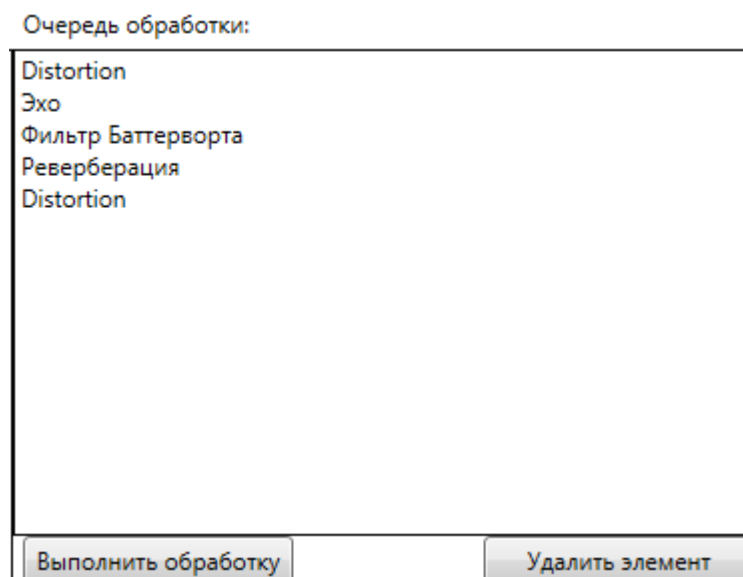 Очередь обработки:
Distortion
Эхо
Фильтр Баттерворта
Реверберация
Distortion
Выполнить обработку
Удалить элемент